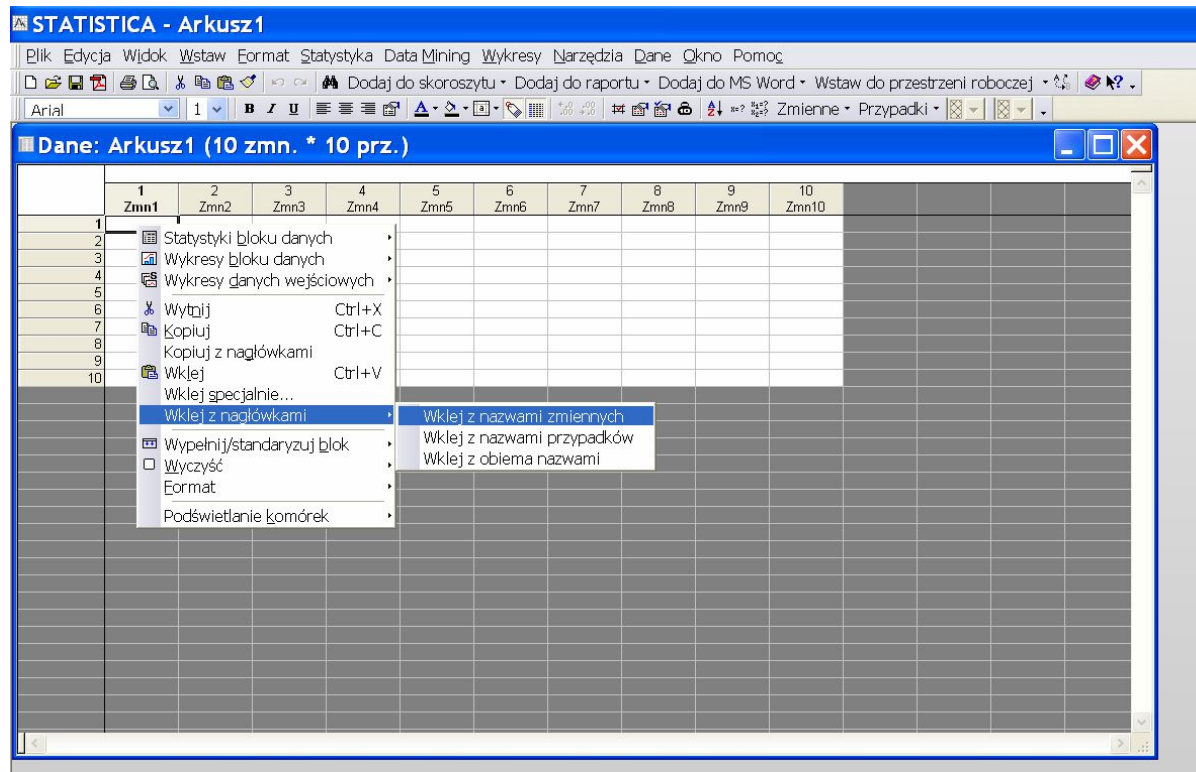 STATISTICA - Arkusz1
Plik Edycja Widok Wstaw Format Statystyka Data Mining Wykresy Narzędzia Dane Okno Pomoc
Dodaj do skoroszytu Dodaj do raportu Dodaj do MS Word Wstaw do przestrzeni roboczej
Arial 1 B I U A Zmienne Przypadki
Dane: Arkusz1 (10 zmn. * 10 prz.)
1 2 3 4 5 6 7 8 9 10
Zmn1 Zmn2 Zmn3 Zmn4 Zmn5 Zmn6 Zmn7 Zmn8 Zmn9 Zmn10
1
2
3
4
5
6
7
8
9
10
Statystyki bloku danych
Wykresy bloku danych
Wykresy danych wejściowych
Wytnij Ctrl+X
Kopiuj Ctrl+C
Kopiuj z nagłówkami
Wklej Ctrl+V
Wklej specjalnie...
Wklej z nagłówkami
Wypełnij/standaryzuj blok
Wyczyść
Format
Podświetlanie komórek
Wklej z nazwami zmiennych
Wklej z nazwami przypadków
Wklej z obiema nazwami